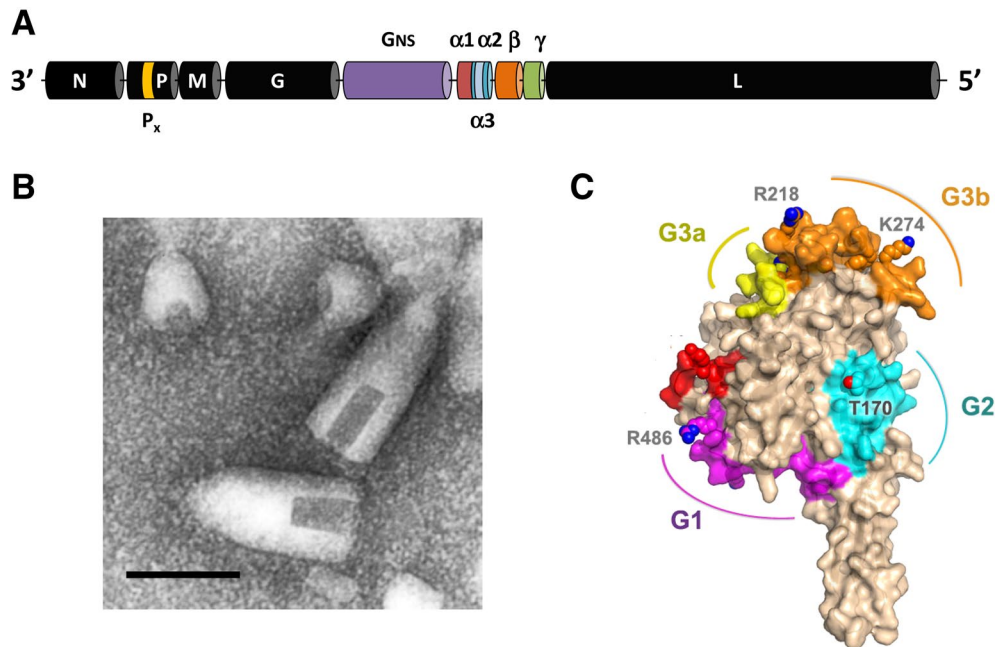 A
GNS α1 α2 β γ
3’ N P M G L 5’
Px α3
B
C
R218
G3b
K274
G3a
T170
G2
R486
G1